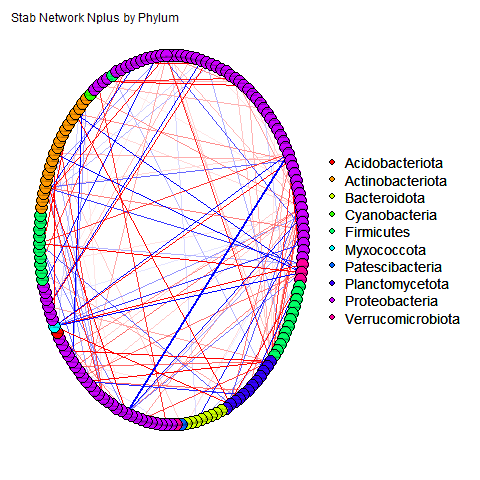 Stab Network Nplus by Phylum
Acidobacteriota
Actinobacteriota
Bacteroidota
Cyanobacteria
Firmicutes
Myxococcota
Patescibacteria
Planctomycetota
Proteobacteria
Verrucomicrobiota